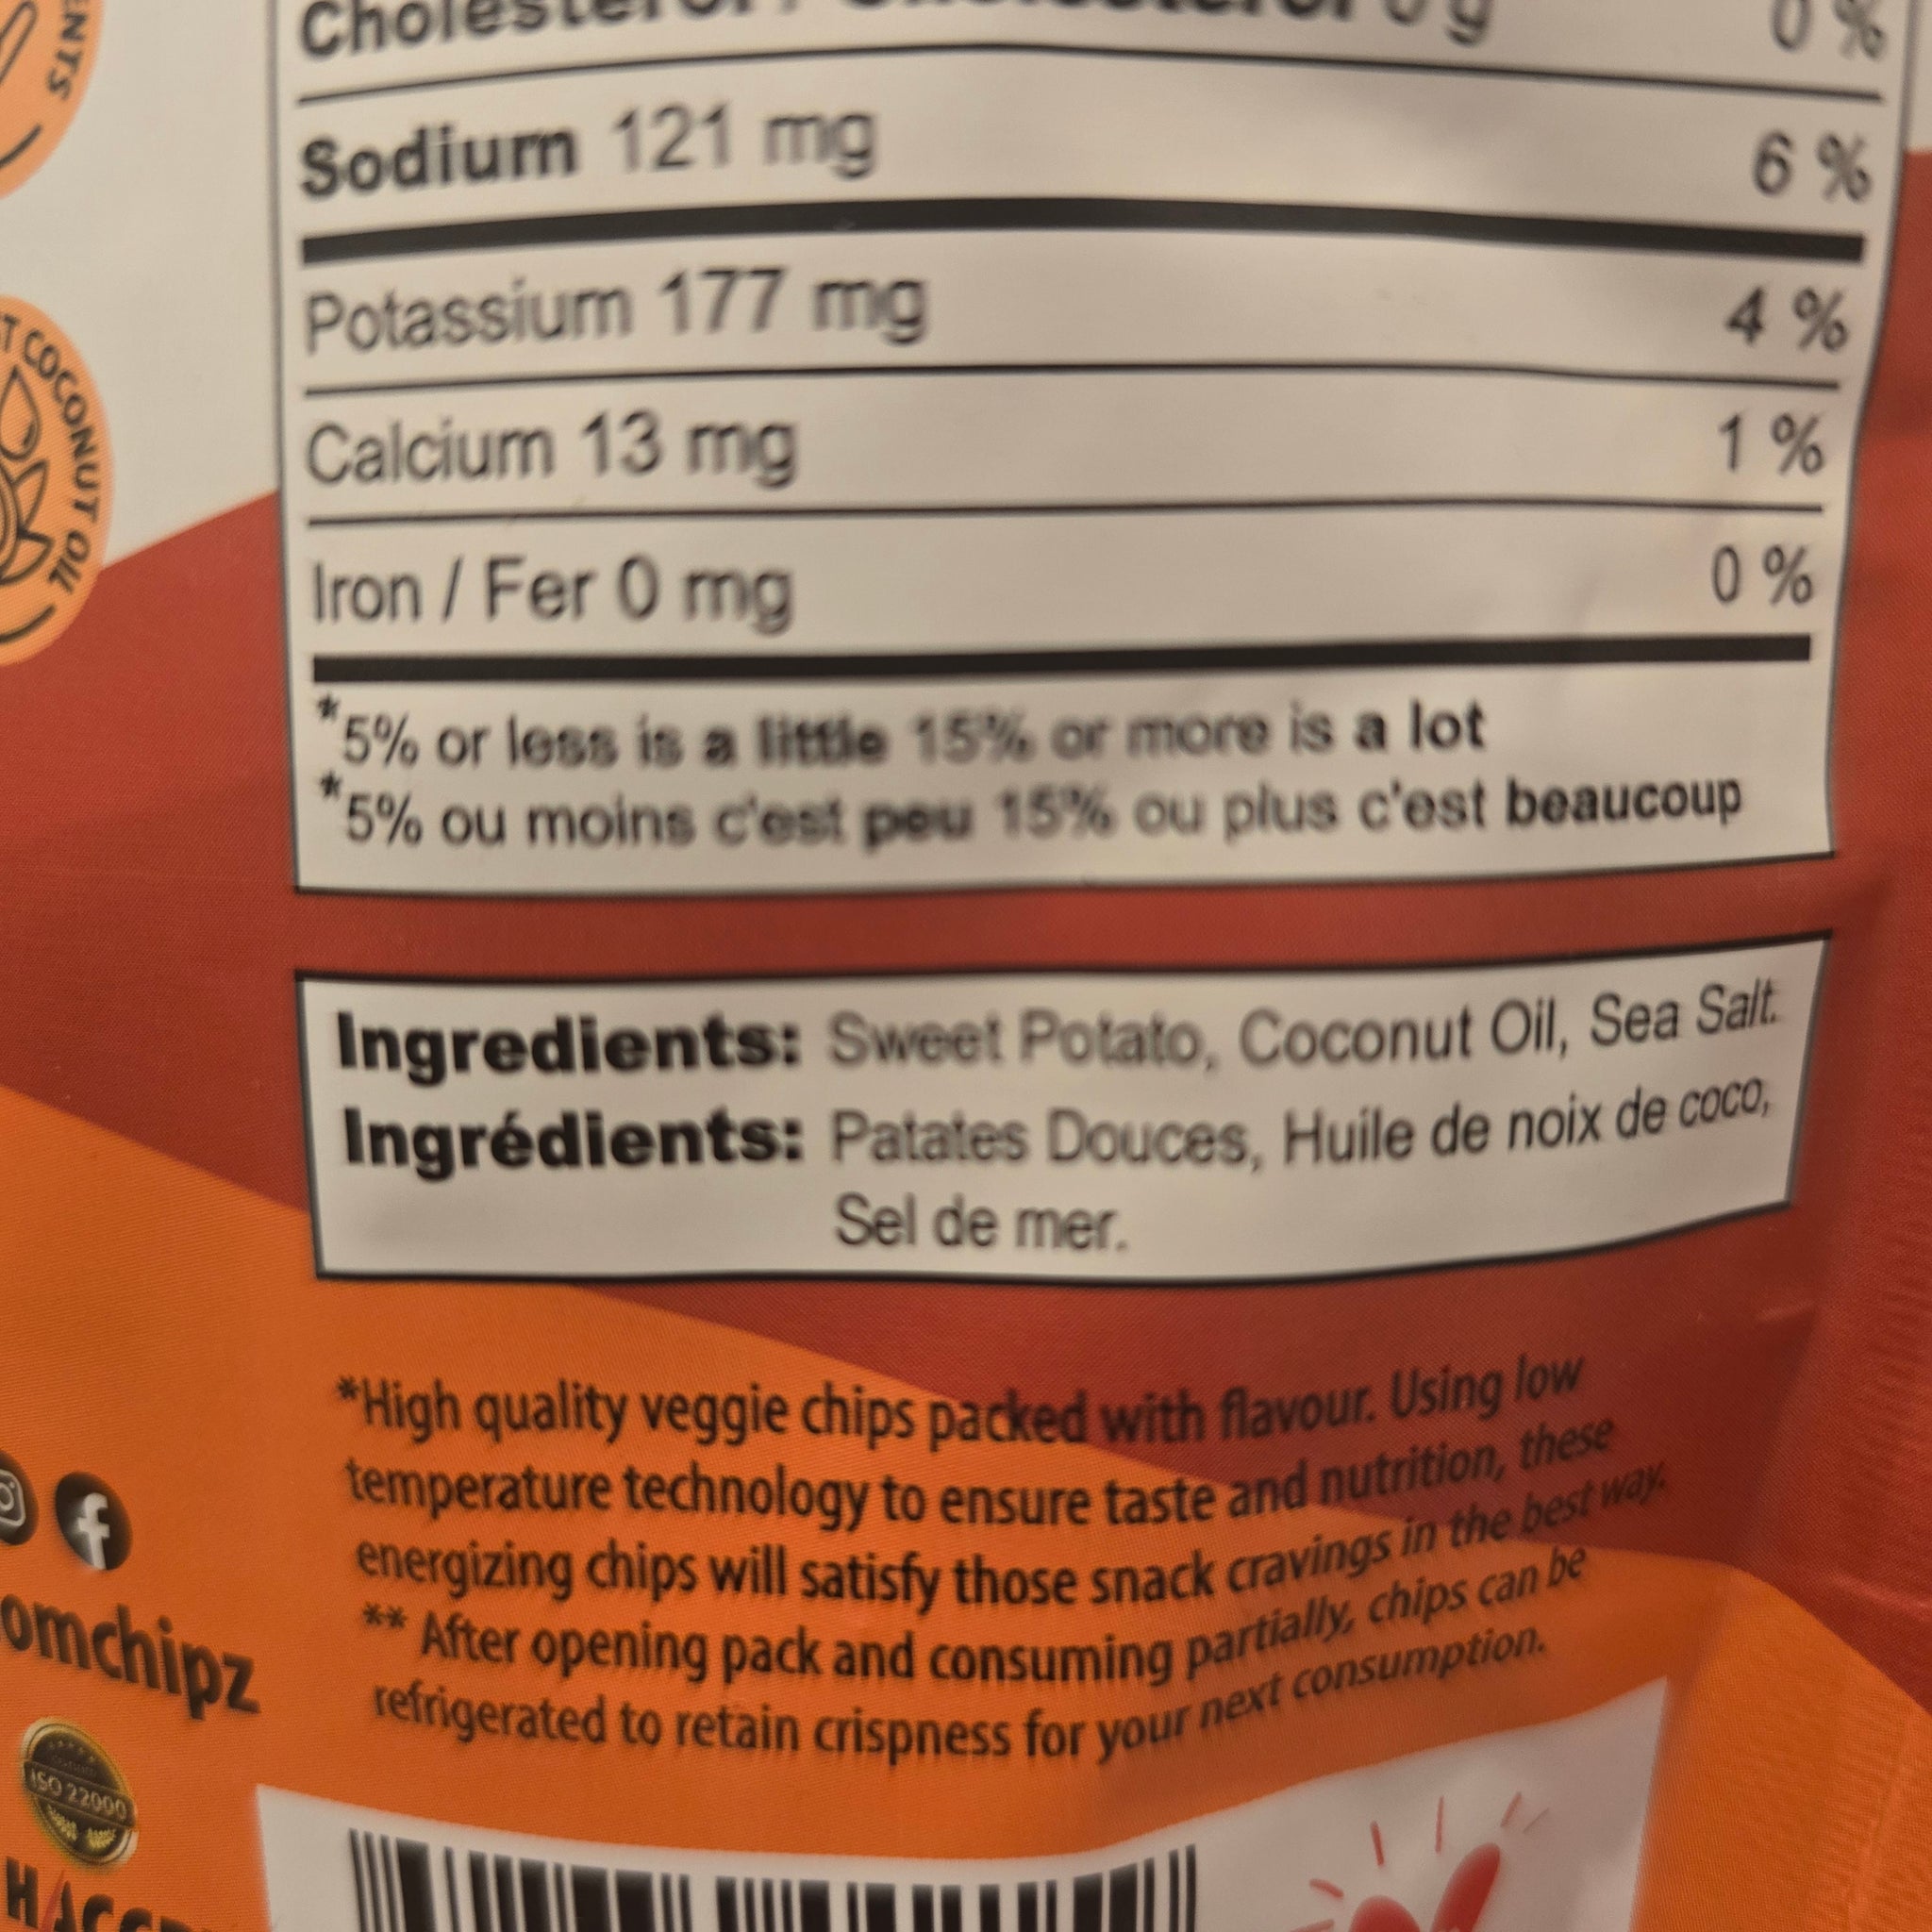 Cholesterol / Cholestérol 0 g 0 %
Sodium 121 mg 6 %
Potassium 177 mg 4 %
Calcium 13 mg 1 %
Iron / Fer 0 mg 0 %
*5% or less is a little 15% or more is a lot
*5% ou moins c'est peu 15% ou plus c'est beaucoup
Ingredients: Sweet Potato, Coconut Oil, Sea Salt.
Ingrédients: Patates Douces, Huile de noix de coco,
Sel de mer.
*High quality veggie chips packed with flavour. Using low
temperature technology to ensure taste and nutrition, these
energizing chips will satisfy those snack cravings in the best way.
** After opening pack and consuming partially, chips can be
refrigerated to retain crispness for your next consumption.
COCONUT OIL
omchipz
ISO 22000